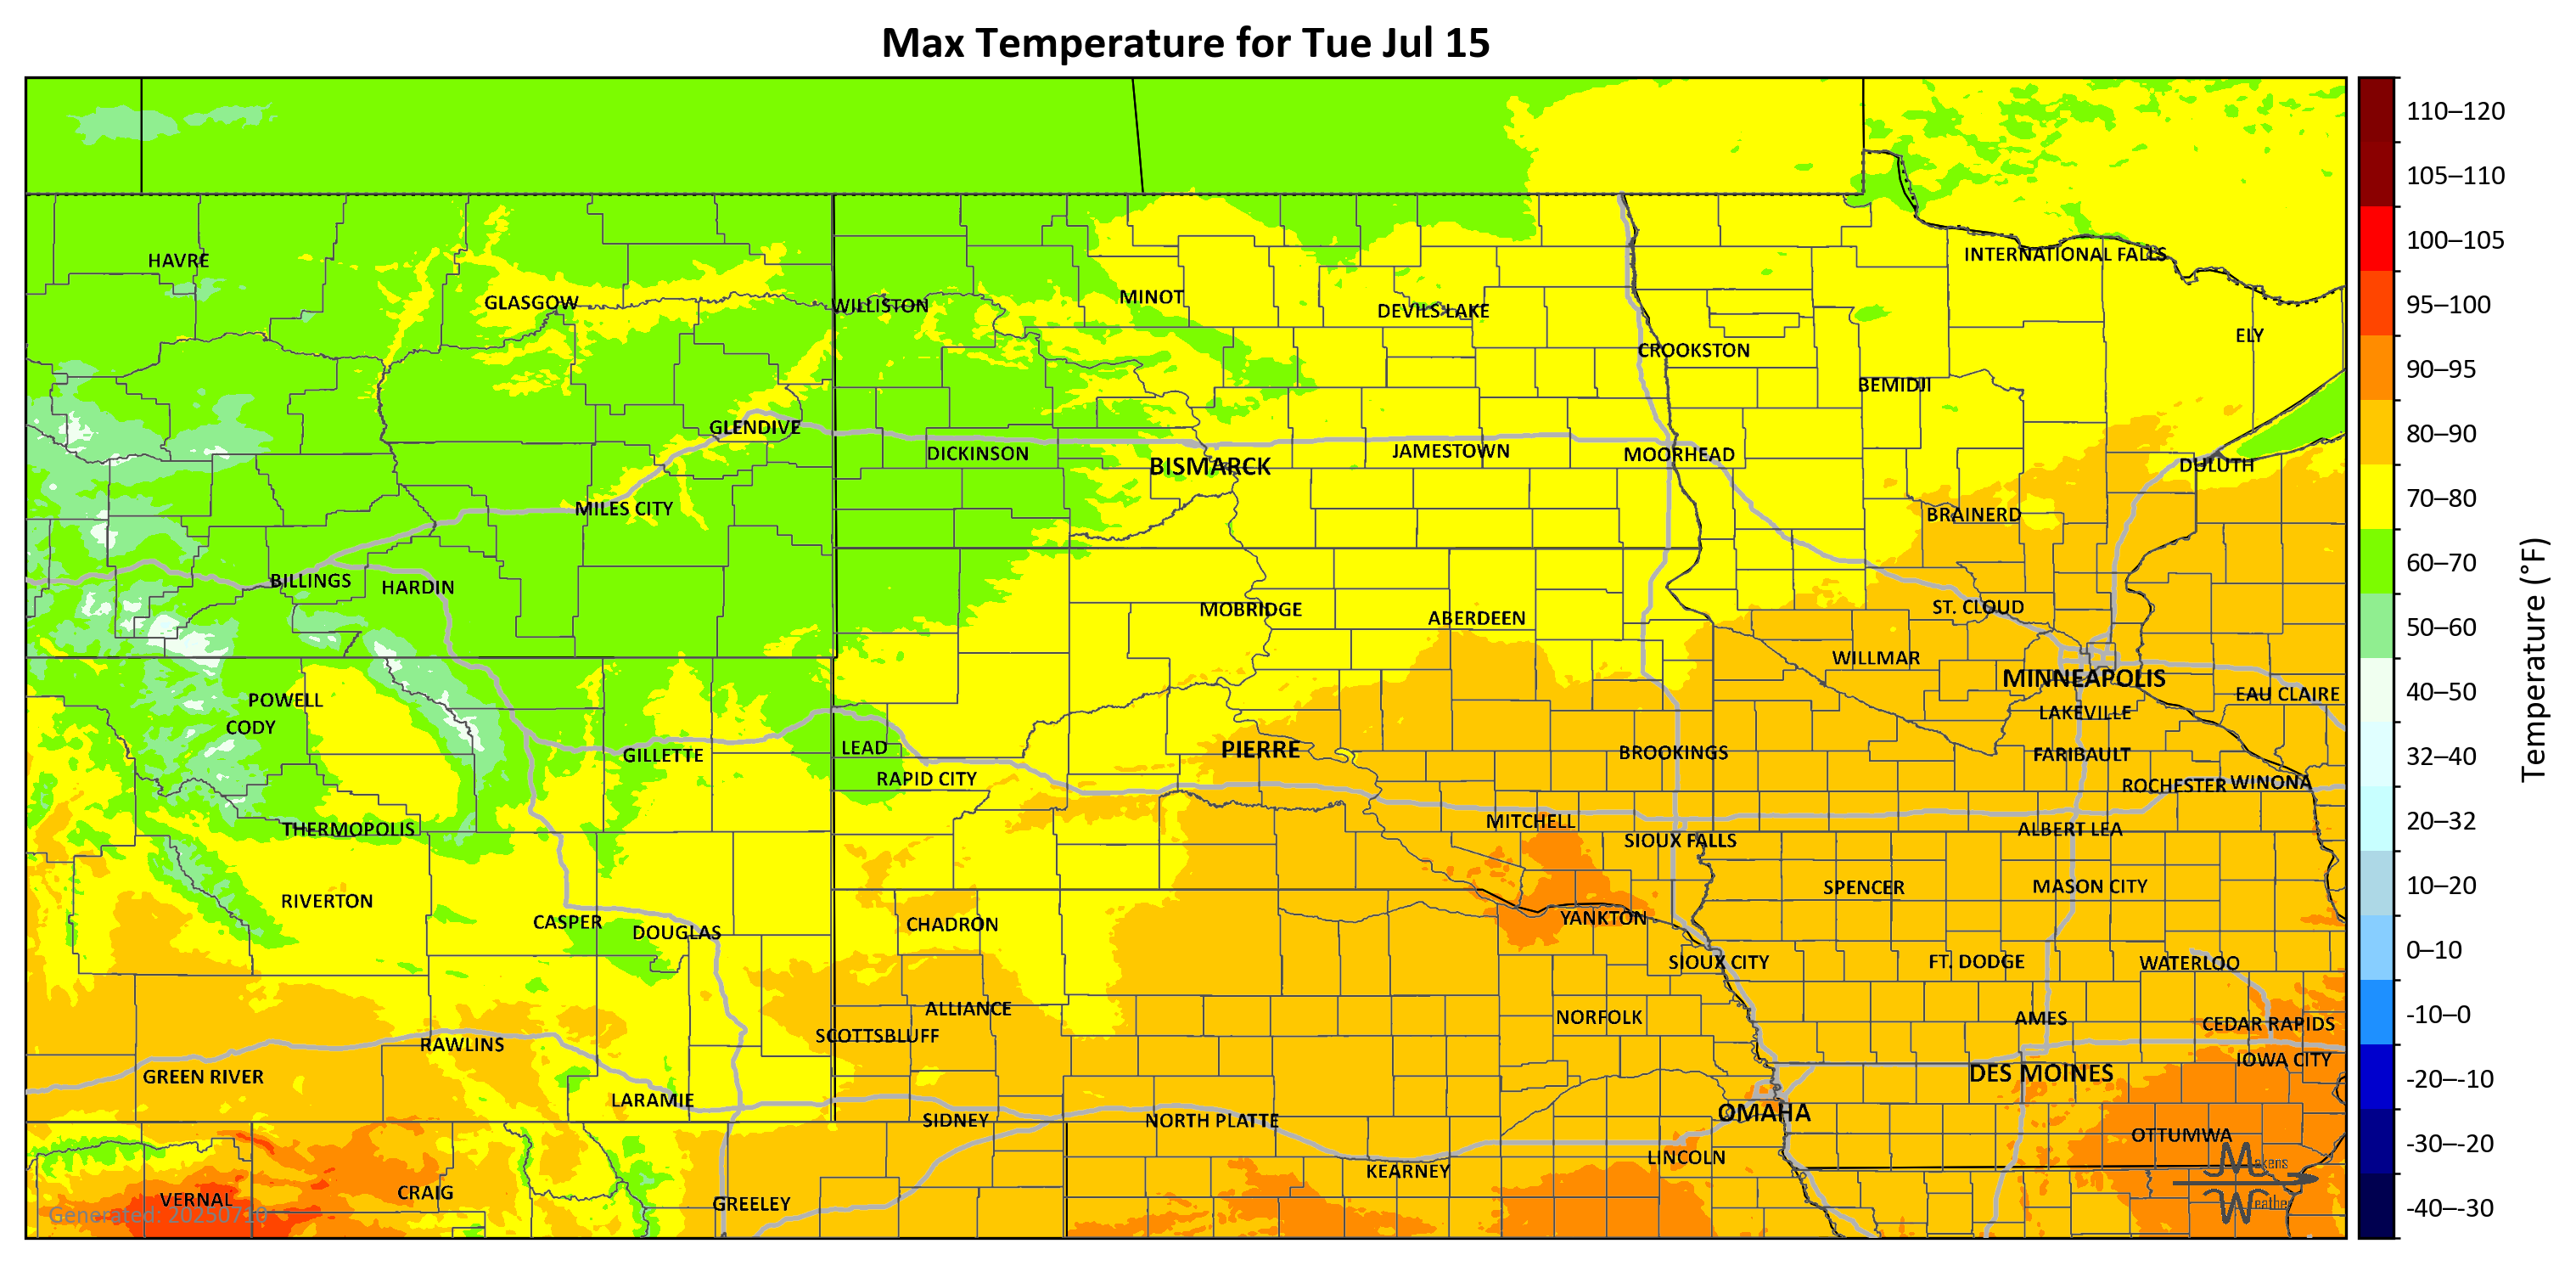 Max Temperature for Tue Jul 15
HAVRE
GLASGOW
WILLISTON
MINOT
DEVILS LAKE
INTERNATIONAL FALLS
ELY
CROOKSTON
BEMIDJI
GLENDIVE
DICKINSON
BISMARCK
JAMESTOWN
MOORHEAD
DULUTH
MILES CITY
BRAINERD
BILLINGS
HARDIN
MOBRIDGE
ABERDEEN
ST. CLOUD
WILLMAR
MINNEAPOLIS
EAU CLAIRE
POWELL
CODY
LAKEVILLE
GILLETTE
LEAD
PIERRE
BROOKINGS
FARIBAULT
RAPID CITY
ROCHESTER
WINONA
THERMOPOLIS
MITCHELL
SIOUX FALLS
ALBERT LEA
RIVERTON
SPENCER
MASON CITY
CASPER
DOUGLAS
CHADRON
YANKTON
SIOUX CITY
FT. DODGE
WATERLOO
ALLIANCE
NORFOLK
AMES
CEDAR RAPIDS
SCOTTSBLUFF
RAWLINS
IOWA CITY
GREEN RIVER
DES MOINES
LARAMIE
SIDNEY
NORTH PLATTE
OMAHA
OTTUMWA
KEARNEY
LINCOLN
VERNAL
CRAIG
GREELEY
Generated: 20250710
Makens
Weather
110–120
105–110
100–105
95–100
90–95
80–90
70–80
60–70
50–60
40–50
32–40
20–32
10–20
0–10
-10–0
-20–-10
-30–-20
-40–-30
Temperature (°F)